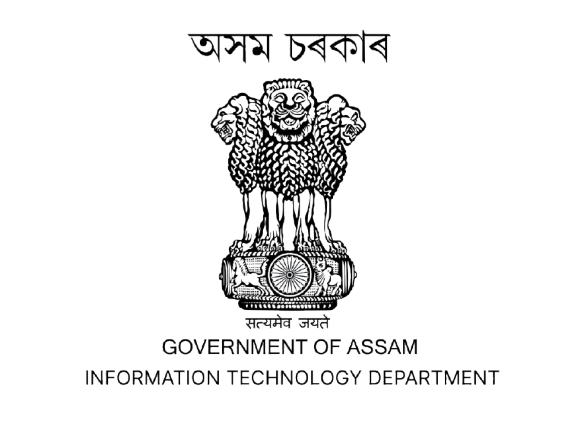 অসম চৰকাৰ
सत्यमेव जयते
GOVERNMENT OF ASSAM
INFORMATION TECHNOLOGY DEPARTMENT